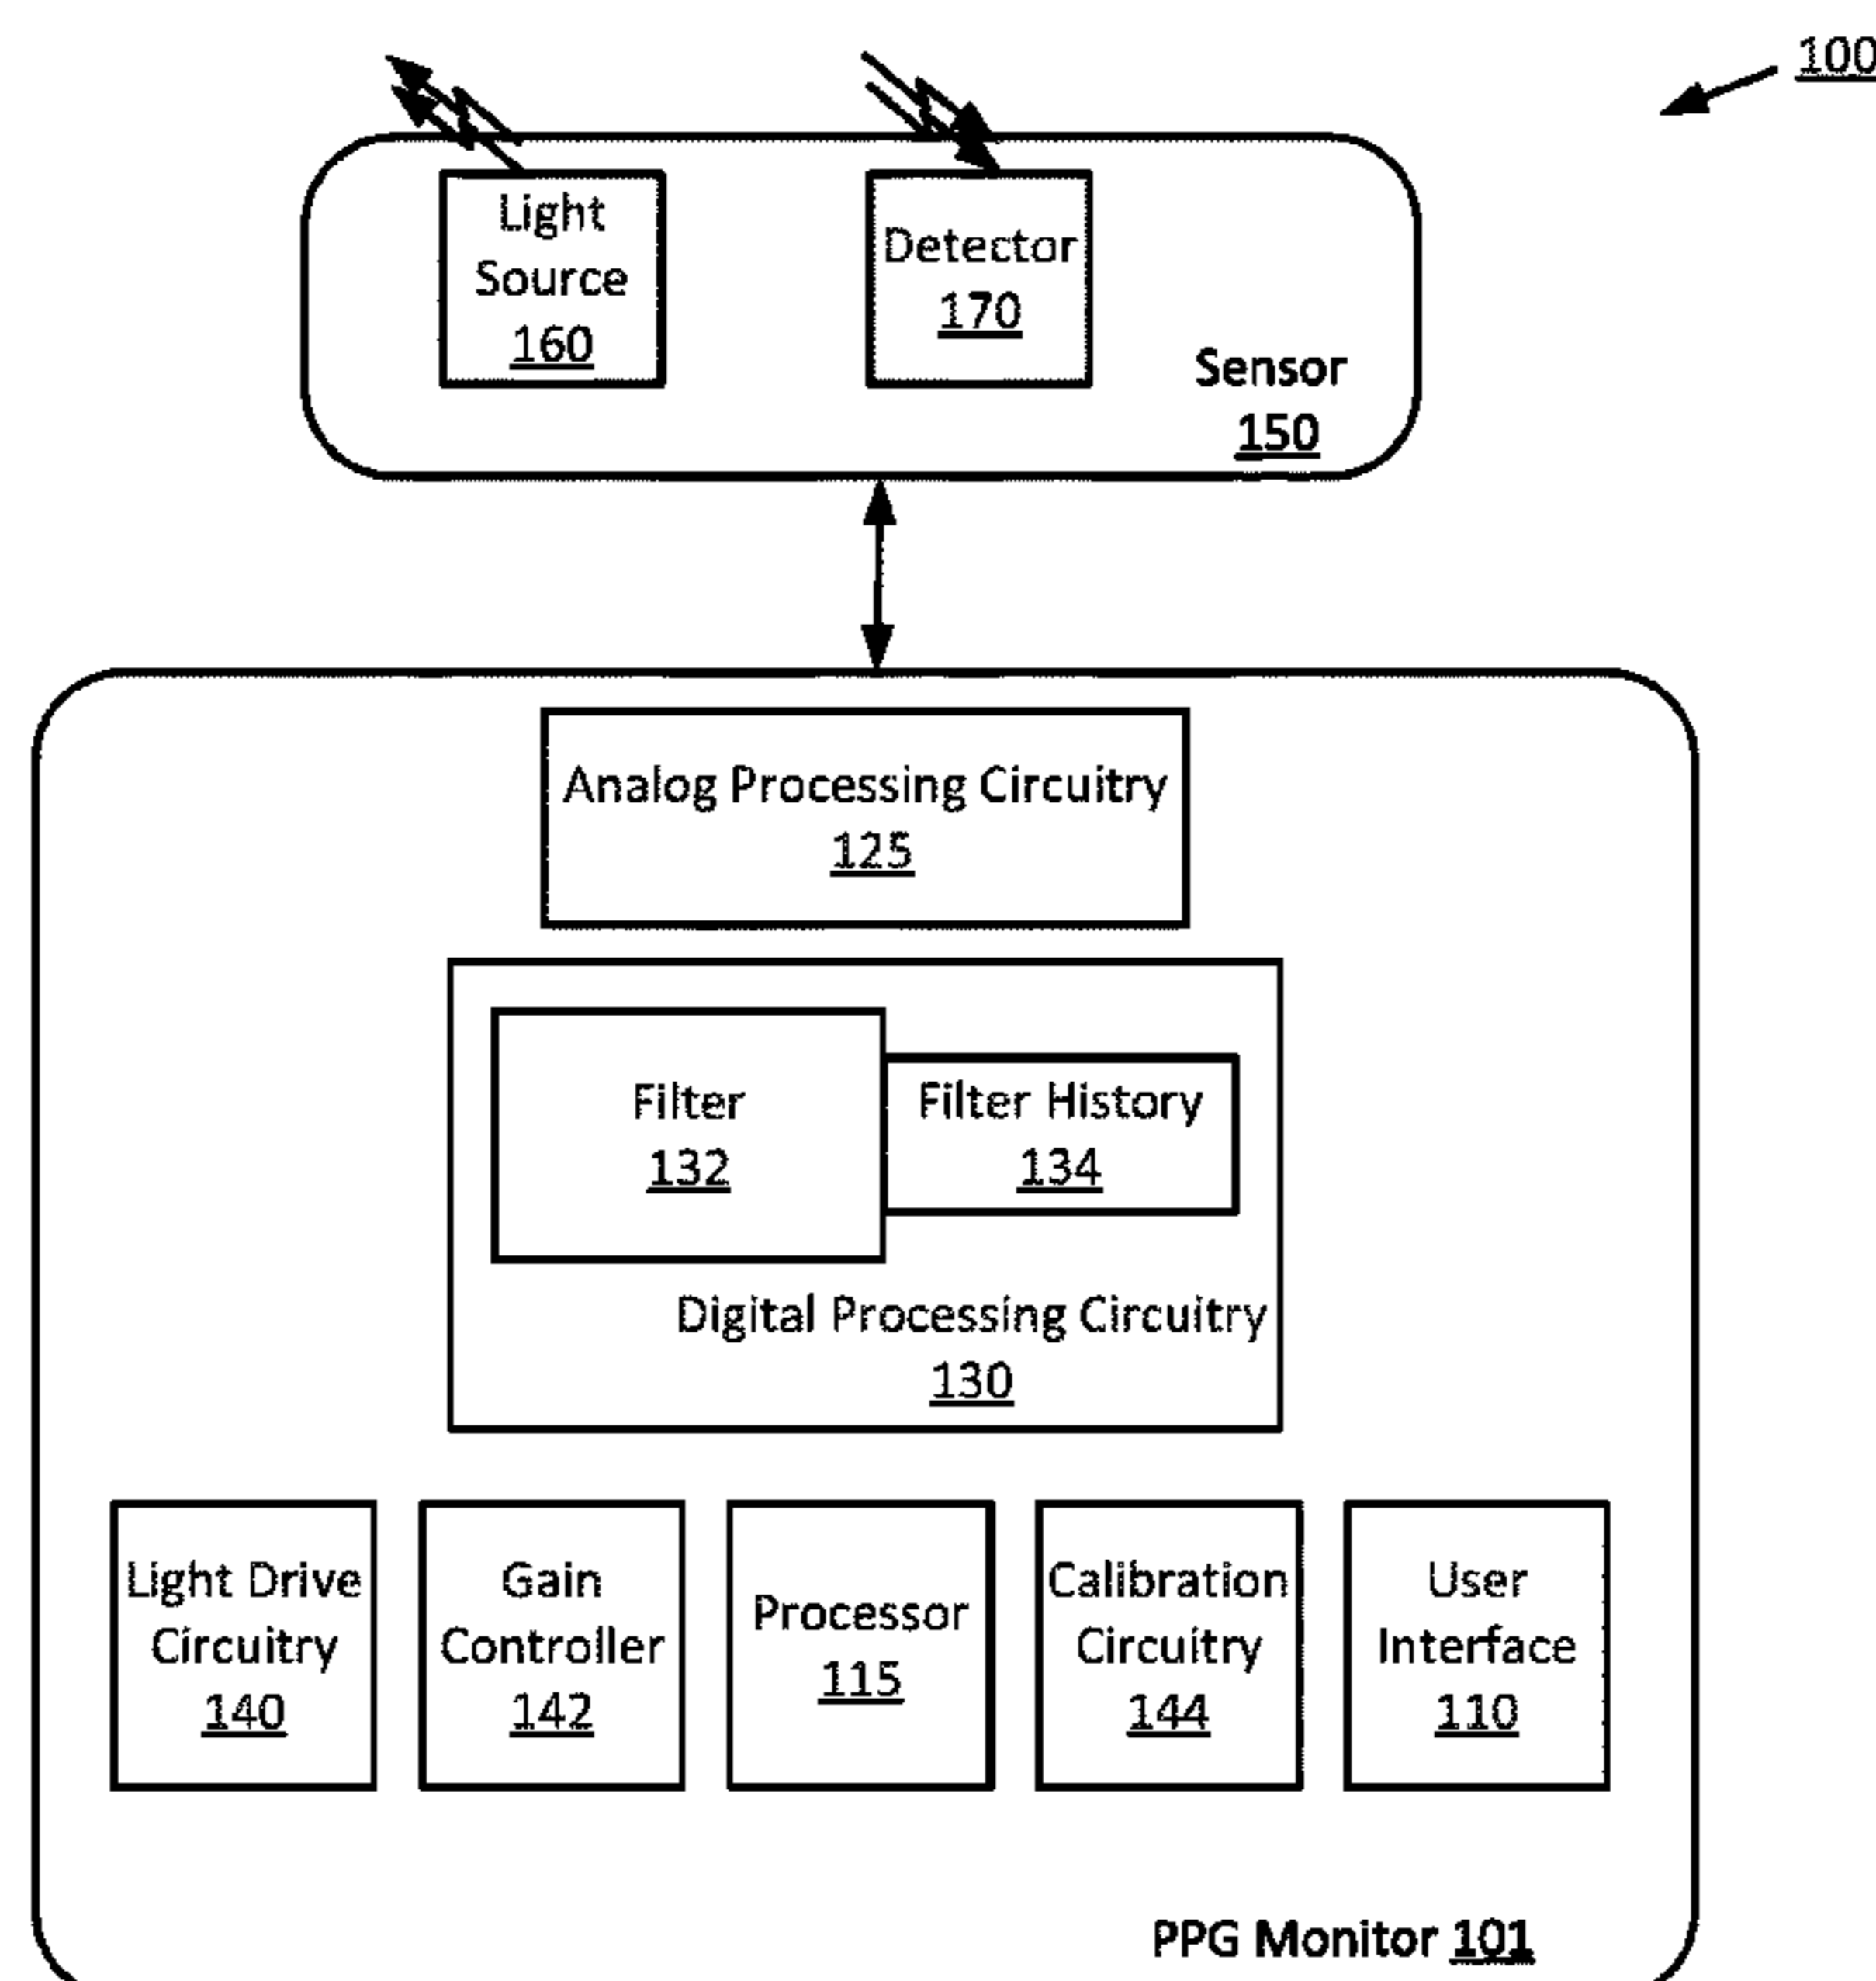 100
Light
Source
160
Detector
170
Sensor
150
Analog Processing Circuitry
125
Filter
132
Filter History
134
Digital Processing Circuitry
130
Light Drive
Circuitry
140
Gain
Controller
142
Processor
115
Calibration
Circuitry
144
User
Interface
110
PPG Monitor 101